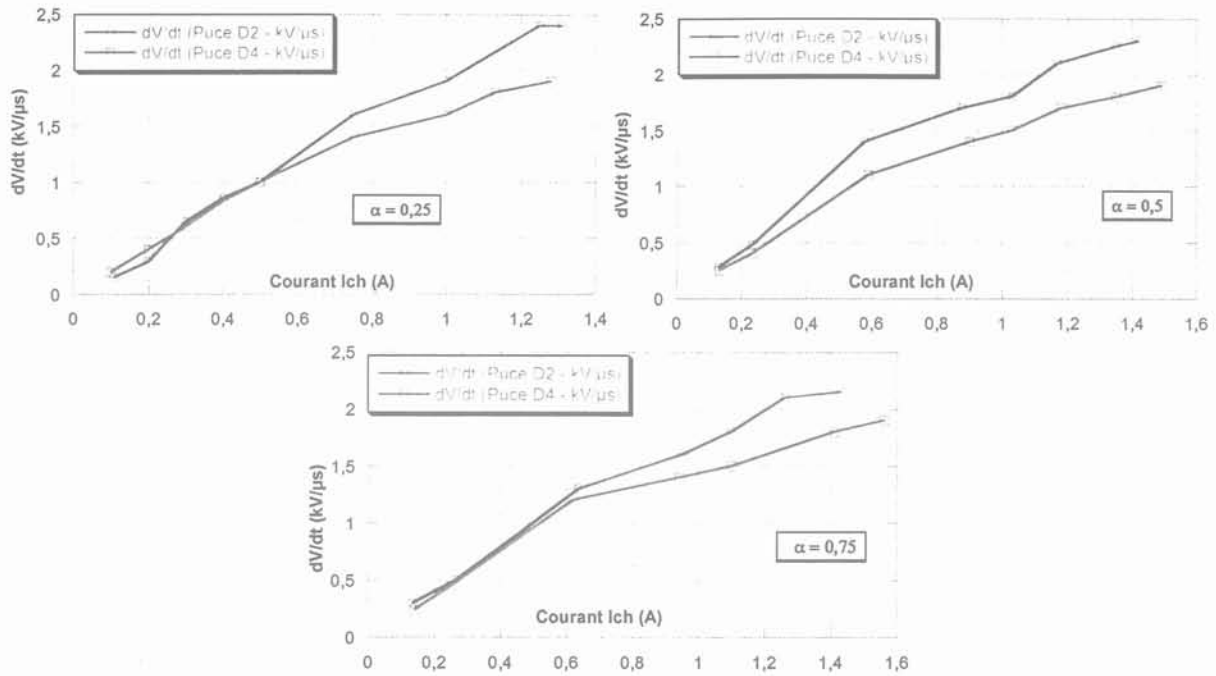 2,5
2
1,5
1
0,5
0
dV/dt (kV/µs)
dV/dt (Puce D2 - kV/µs)
dV/dt (Puce D4 - kV/µs)
α = 0,25
Courant Ich (A)
0 0,2 0,4 0,6 0,8 1 1,2 1,4
2,5
2
1,5
1
0,5
0
dV/dt (kV/µs)
dV/dt (Puce D2 - kV/µs)
dV/dt (Puce D4 - kV/µs)
α = 0,5
Courant Ich (A)
0 0,2 0,4 0,6 0,8 1 1,2 1,4 1,6
2,5
2
1,5
1
0,5
0
dV/dt (kV/µs)
dV/dt (Puce D2 - kV/µs)
dV/dt (Puce D4 - kV/µs)
α = 0,75
Courant Ich (A)
0 0,2 0,4 0,6 0,8 1 1,2 1,4 1,6